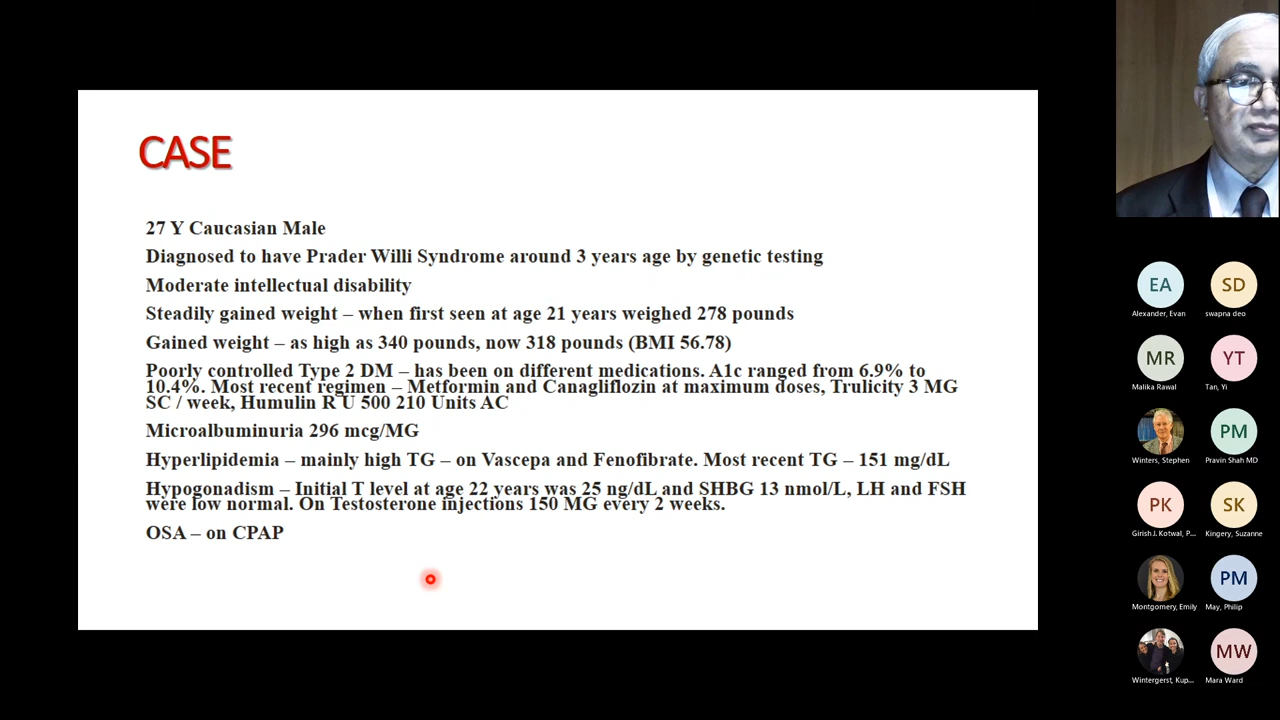 CASE
27 Y Caucasian Male
Diagnosed to have Prader Willi Syndrome around 3 years age by genetic testing
Moderate intellectual disability
Steadily gained weight – when first seen at age 21 years weighed 278 pounds
Gained weight – as high as 340 pounds, now 318 pounds (BMI 56.78)
Poorly controlled Type 2 DM – has been on different medications. A1c ranged from 6.9% to
10.4%. Most recent regimen – Metformin and Canagliflozin at maximum doses, Trulicity 3 MG
SC / week, Humulin R U 500 210 Units AC
Microalbuminuria 296 mcg/MG
Hyperlipidemia – mainly high TG – on Vascepa and Fenofibrate. Most recent TG – 151 mg/dL
Hypogonadism – Initial T level at age 22 years was 25 ng/dL and SHBG 13 nmol/L, LH and FSH
were low normal. On Testosterone injections 150 MG every 2 weeks.
OSA – on CPAP
EA SD
Alexander, Evan swapna deo
MR YT
Malika Rawal Tan, Yi
PM
Winters, Stephen Pravin Shah MD
PK SK
Girish J. Kotwal, P... Kingery, Suzanne
PM
Montgomery, Emily May, Philip
MW
Wintergerst, Kup... Mara Ward